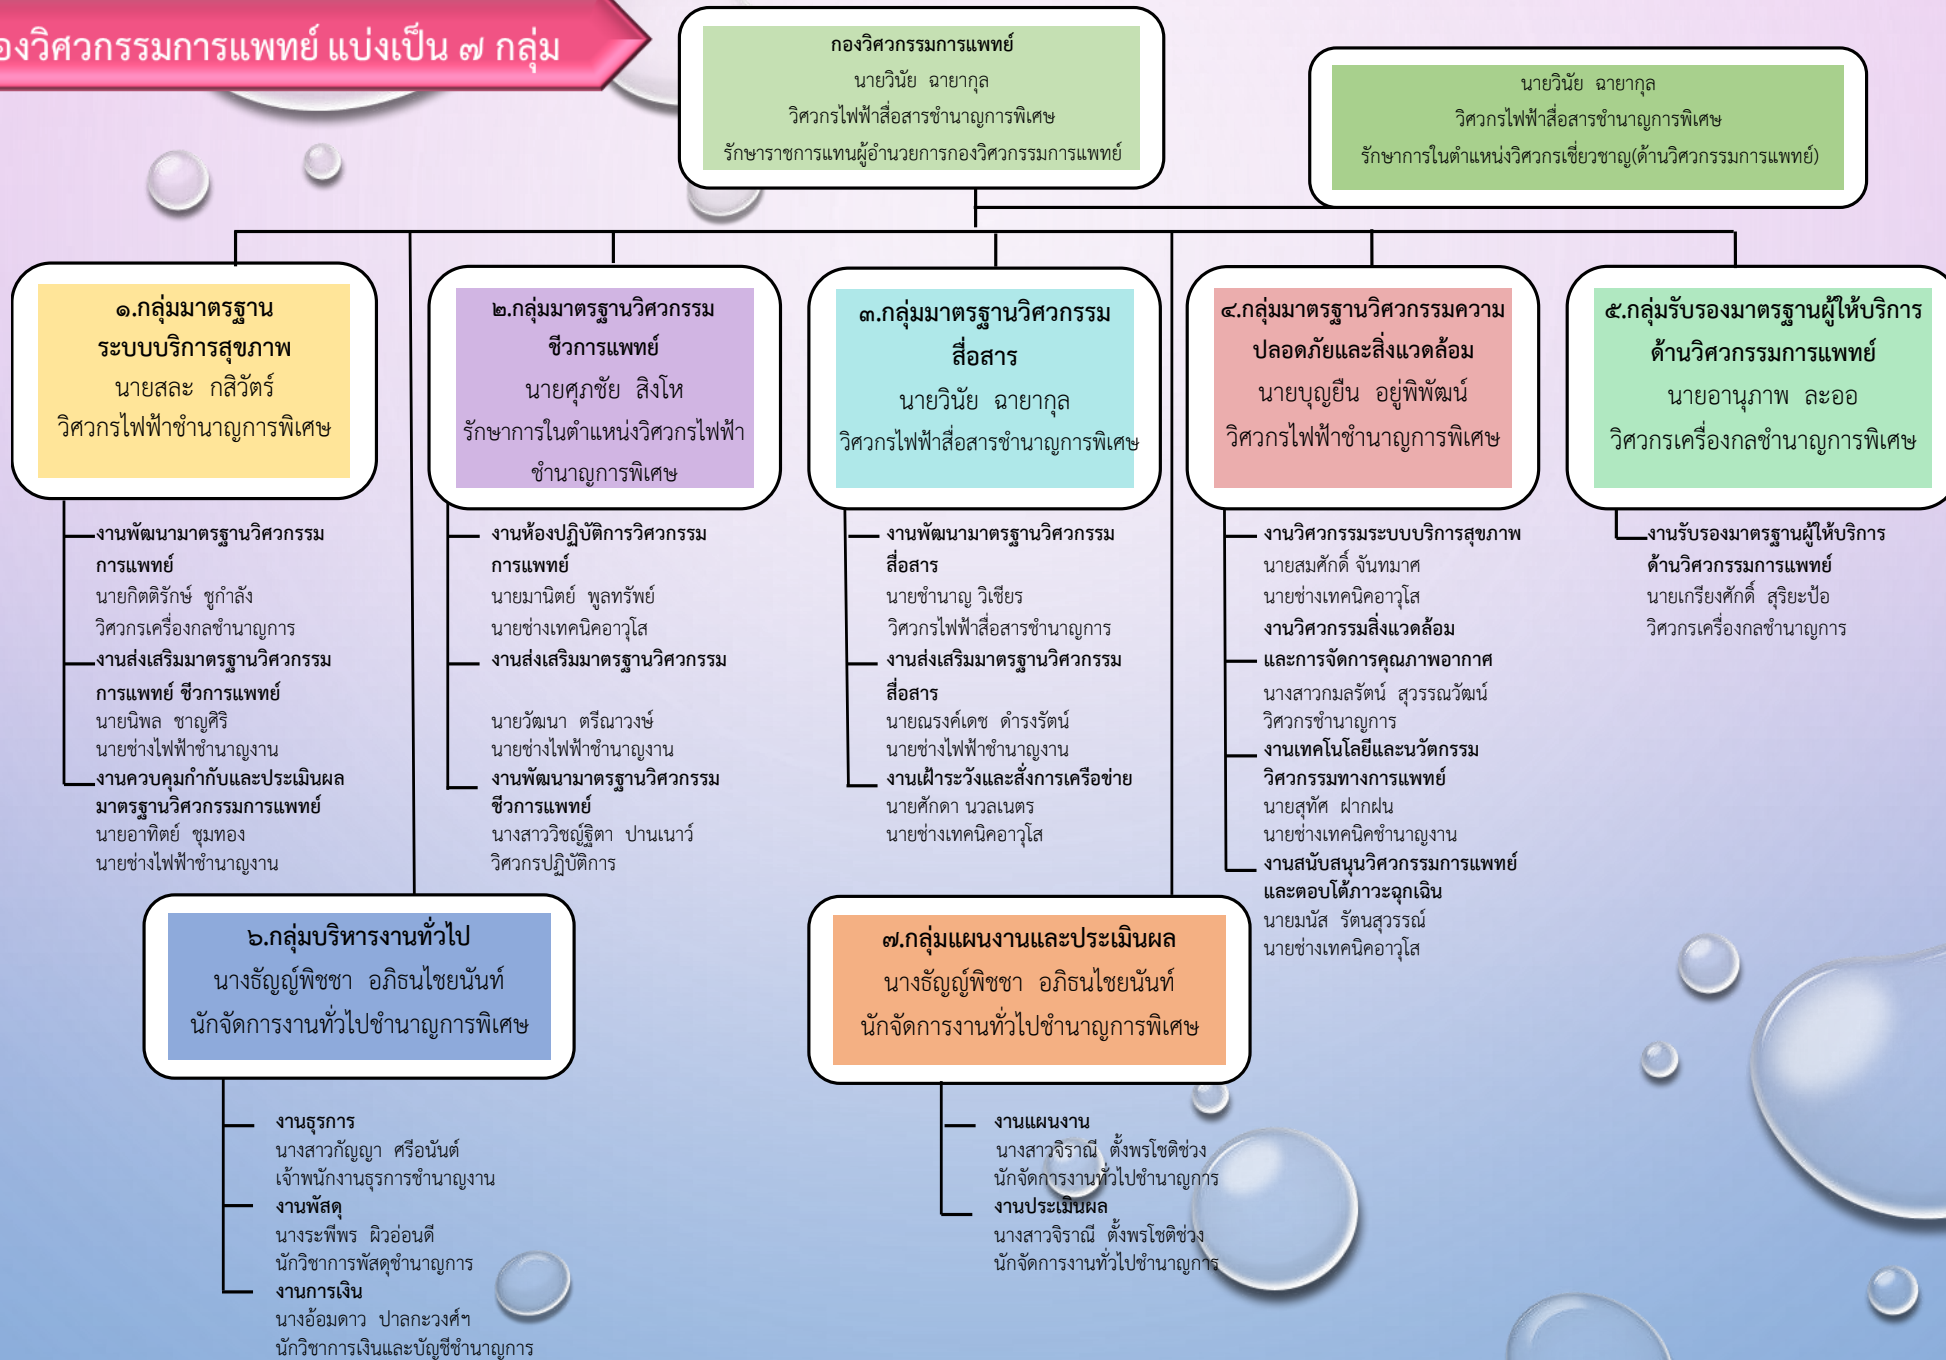 องวิศวกรรมการแพทย์ แบ่งเป็น ๗ กลุ่ม
กองวิศวกรรมการแพทย์
นายวินัย ฉายากุล
วิศวกรไฟฟ้าสื่อสารชำนาญการพิเศษ
รักษาราชการแทนผู้อำนวยการกองวิศวกรรมการแพทย์
นายวินัย ฉายากุล
วิศวกรไฟฟ้าสื่อสารชำนาญการพิเศษ
รักษาการในตำแหน่งวิศวกรเชี่ยวชาญ(ด้านวิศวกรรมการแพทย์)
๑.กลุ่มมาตรฐาน
ระบบบริการสุขภาพ
นายสละ กสิวัตร์
วิศวกรไฟฟ้าชำนาญการพิเศษ
งานพัฒนามาตรฐานวิศวกรรม
การแพทย์
นายกิตติรักษ์ ชูกำลัง
วิศวกรเครื่องกลชำนาญการ
งานส่งเสริมมาตรฐานวิศวกรรม
การแพทย์ ชีวการแพทย์
นายนิพล ชาญศิริ
นายช่างไฟฟ้าชำนาญงาน
งานควบคุมกำกับและประเมินผล
มาตรฐานวิศวกรรมการแพทย์
นายอาทิตย์ ชุมทอง
นายช่างไฟฟ้าชำนาญงาน
๒.กลุ่มมาตรฐานวิศวกรรม
ชีวการแพทย์
นายศุภชัย สิงโห
รักษาการในตำแหน่งวิศวกรไฟฟ้า
ชำนาญการพิเศษ
งานห้องปฏิบัติการวิศวกรรม
การแพทย์
นายมานิตย์ พูลทรัพย์
นายช่างเทคนิคอาวุโส
งานส่งเสริมมาตรฐานวิศวกรรม
นายวัฒนา ตรีณาวงษ์
นายช่างไฟฟ้าชำนาญงาน
งานพัฒนามาตรฐานวิศวกรรม
ชีวการแพทย์
นางสาววิชญ์ฐิตา ปานเนาว์
วิศวกรปฏิบัติการ
๓.กลุ่มมาตรฐานวิศวกรรม
สื่อสาร
นายวินัย ฉายากุล
วิศวกรไฟฟ้าสื่อสารชำนาญการพิเศษ
งานพัฒนามาตรฐานวิศวกรรม
สื่อสาร
นายชำนาญ วิเชียร
วิศวกรไฟฟ้าสื่อสารชำนาญการ
งานส่งเสริมมาตรฐานวิศวกรรม
สื่อสาร
นายณรงค์เดช ดำรงรัตน์
นายช่างไฟฟ้าชำนาญงาน
งานเฝ้าระวังและสั่งการเครือข่าย
นายศักดา นวลเนตร
นายช่างเทคนิคอาวุโส
๔.กลุ่มมาตรฐานวิศวกรรมความ
ปลอดภัยและสิ่งแวดล้อม
นายบุญยืน อยู่พิพัฒน์
วิศวกรไฟฟ้าชำนาญการพิเศษ
งานวิศวกรรมระบบบริการสุขภาพ
นายสมศักดิ์ จันทมาศ
นายช่างเทคนิคอาวุโส
งานวิศวกรรมสิ่งแวดล้อม
และการจัดการคุณภาพอากาศ
นางสาวกมลรัตน์ สุวรรณวัฒน์
วิศวกรชำนาญการ
งานเทคโนโลยีและนวัตกรรม
วิศวกรรมทางการแพทย์
นายสุทัศ ฝากฝน
นายช่างเทคนิคชำนาญงาน
งานสนับสนุนวิศวกรรมการแพทย์
และตอบโต้ภาวะฉุกเฉิน
นายมนัส รัตนสุวรรณ์
นายช่างเทคนิคอาวุโส
๕.กลุ่มรับรองมาตรฐานผู้ให้บริการ
ด้านวิศวกรรมการแพทย์
นายอานุภาพ ละออ
วิศวกรเครื่องกลชำนาญการพิเศษ
งานรับรองมาตรฐานผู้ให้บริการ
ด้านวิศวกรรมการแพทย์
นายเกรียงศักดิ์ สุริยะป้อ
วิศวกรเครื่องกลชำนาญการ
๖.กลุ่มบริหารงานทั่วไป
นางธัญญ์พิชชา อภิธนไชยนันท์
นักจัดการงานทั่วไปชำนาญการพิเศษ
งานธุรการ
นางสาวกัญญา ศรีอนันต์
เจ้าพนักงานธุรการชำนาญงาน
งานพัสดุ
นางระพีพร ผิวอ่อนดี
นักวิชาการพัสดุชำนาญการ
งานการเงิน
นางอ้อมดาว ปาลกะวงศ์ฯ
นักวิชาการเงินและบัญชีชำนาญการ
๗.กลุ่มแผนงานและประเมินผล
นางธัญญ์พิชชา อภิธนไชยนันท์
นักจัดการงานทั่วไปชำนาญการพิเศษ
งานแผนงาน
นางสาวจิราณี ตั้งพรโชติช่วง
นักจัดการงานทั่วไปชำนาญการ
งานประเมินผล
นางสาวจิราณี ตั้งพรโชติช่วง
นักจัดการงานทั่วไปชำนาญการ